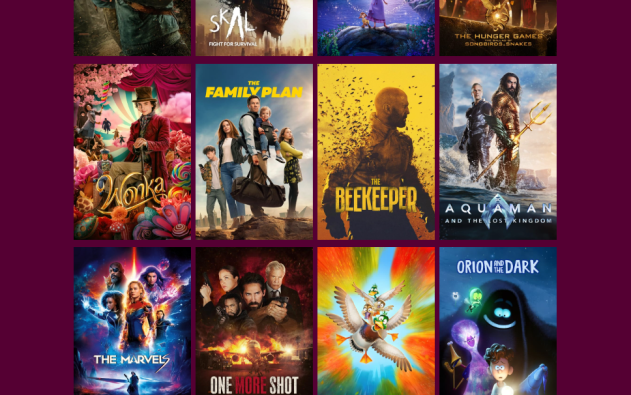 SKAL
FIGHT FOR SURVIVAL
THE HUNGER GAMES
SONGBIRDS & SNAKES
Wonka
THE
FAMILY PLAN
THE
BEEKEEPER
AQUAMAN
AND THE LOST KINGDOM
ORION AND THE DARK
THE MARVELS
ONE MORE SHOT